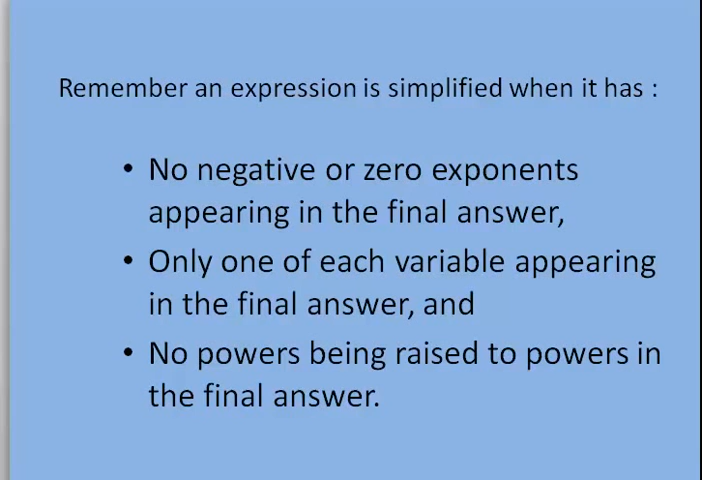 Remember an expression is simplified when it has :
• No negative or zero exponents
appearing in the final answer,
• Only one of each variable appearing
in the final answer, and
• No powers being raised to powers in
the final answer.